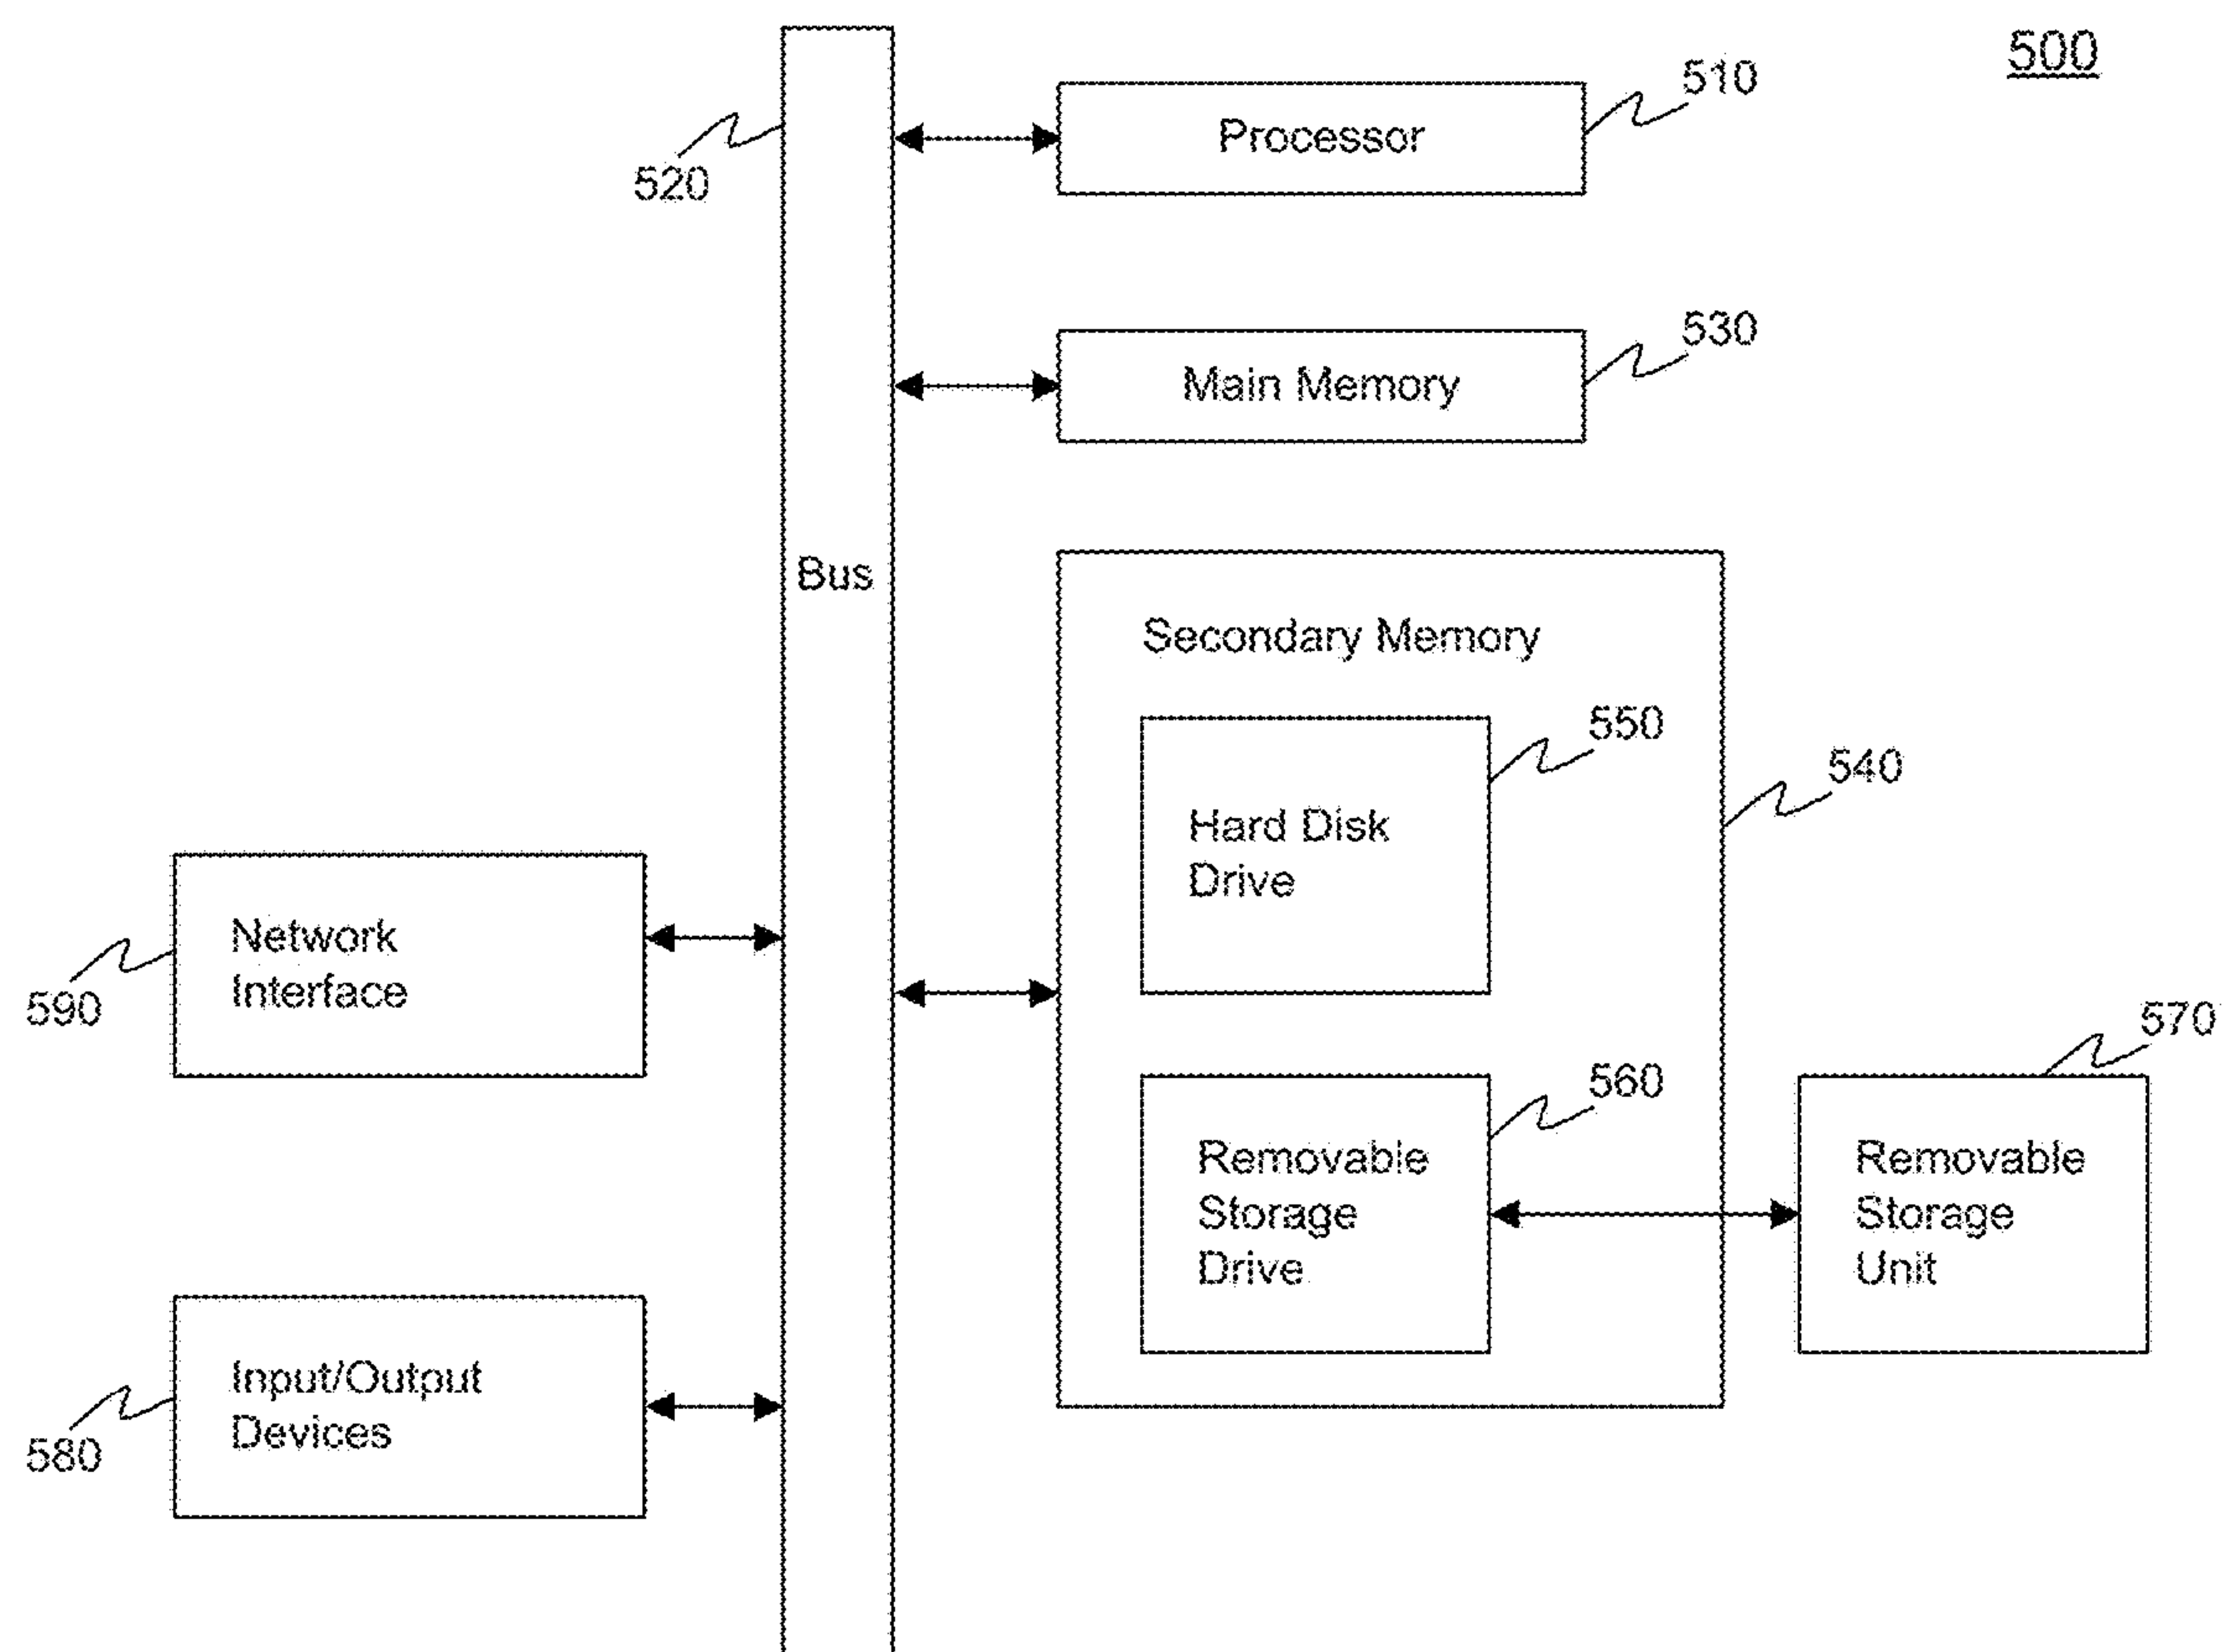 500
510
Processor
520
530
Main Memory
Bus
Secondary Memory
550
540
Hard Disk
Drive
Network
Interface
590
570
560
Removable
Storage
Drive
Removable
Storage
Unit
Input/Output
Devices
580